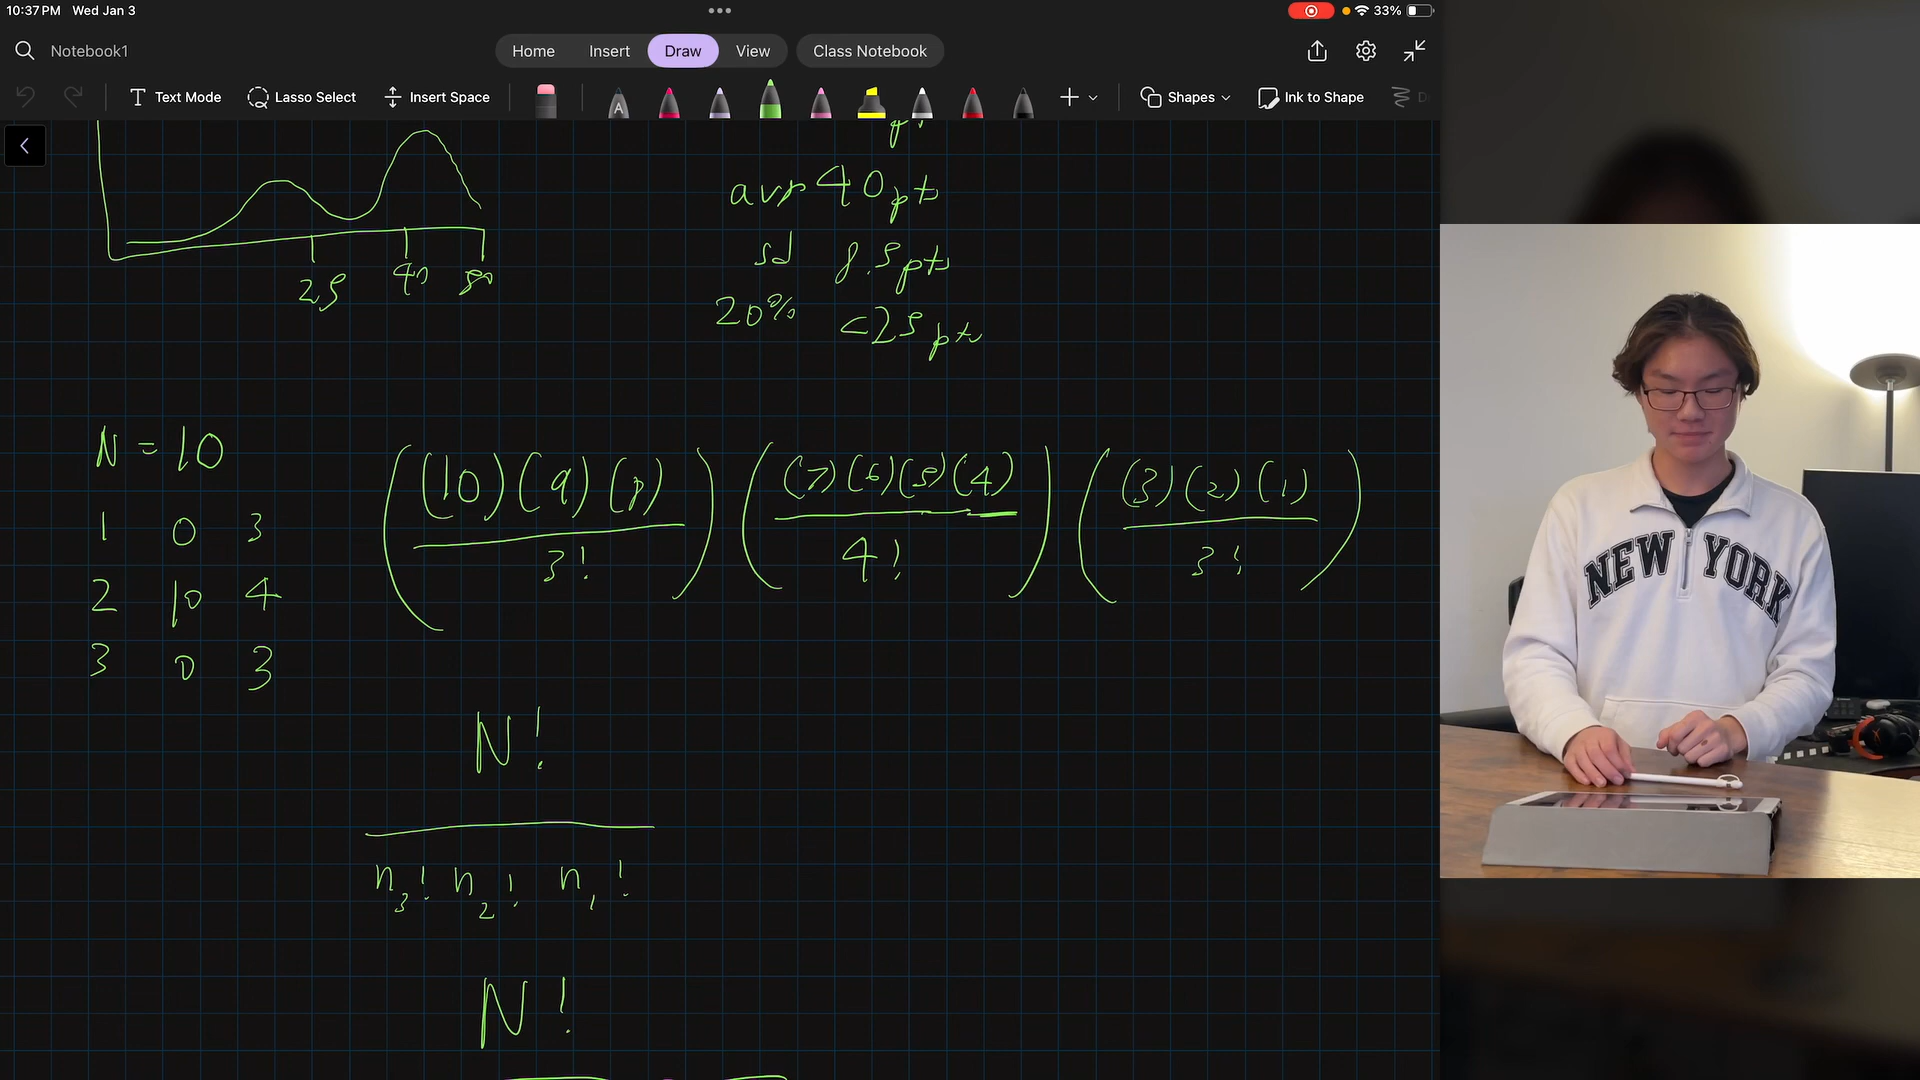 10:37 PM Wed Jan 3
33%
Notebook1
Home Insert Draw View Class Notebook
Text Mode Lasso Select Insert Space A Shapes Ink to Shape
avg 40 pts
sd 8.5 pts
20% <25 pts
25 40 50
N = 10
1 0 3
2 10 4
3 0 3
((10)(9)(8) / 3!) ((7)(6)(5)(4) / 4!) ((3)(2)(1) / 3!)
N!
n3! n2! n1!
N!
NEW YORK